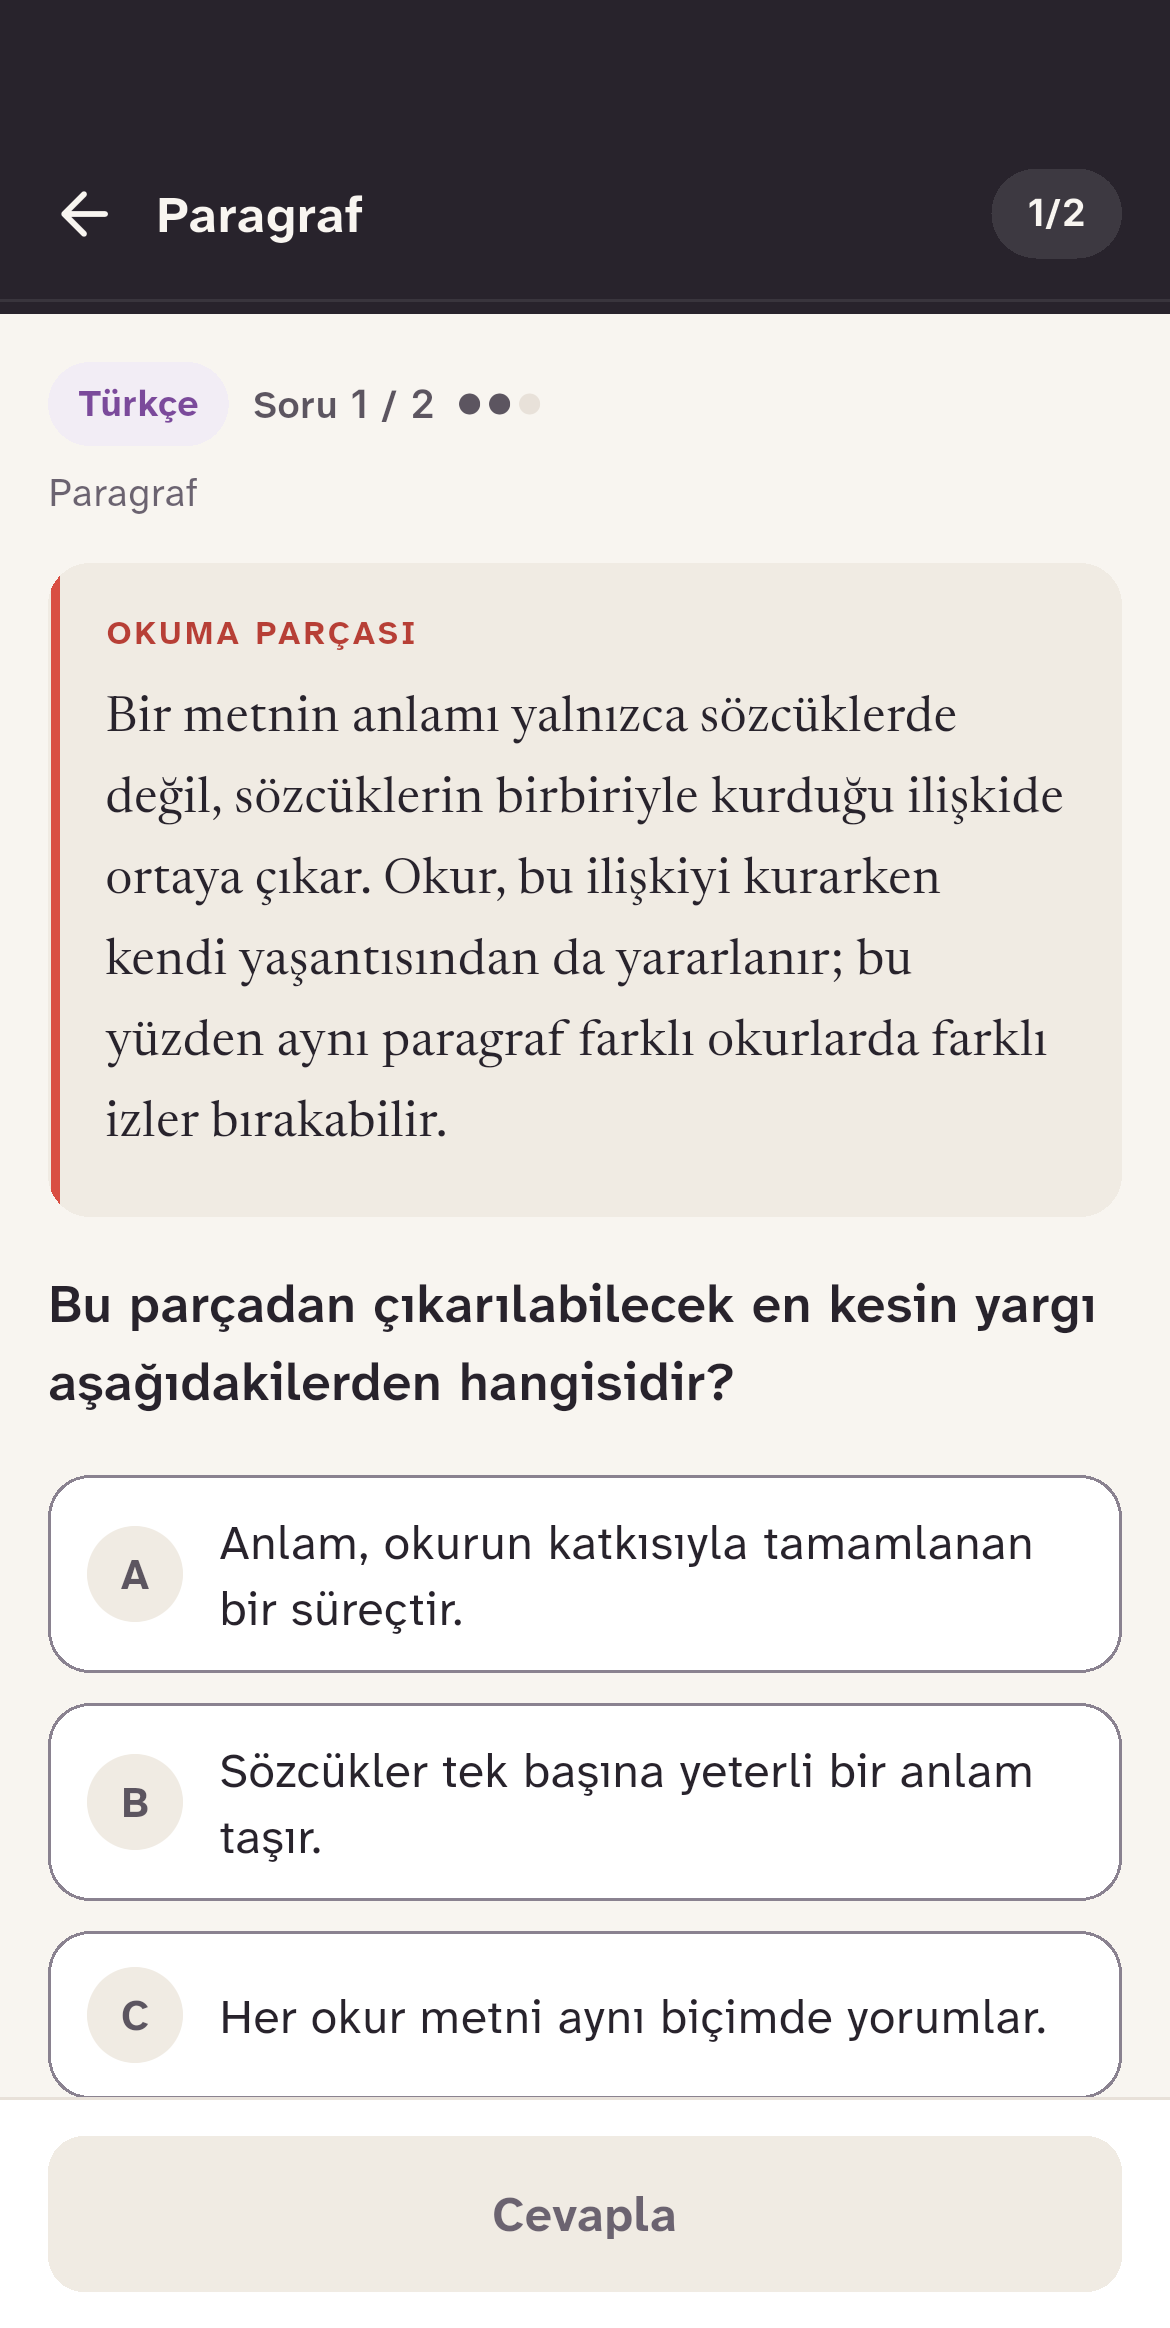 Paragraf
1/2
Türkçe
Soru 1 / 2
Paragraf
OKUMA PARÇASI
Bir metnin anlamı yalnızca sözcüklerde
değil, sözcüklerin birbiriyle kurduğu ilişkide
ortaya çıkar. Okur, bu ilişkiyi kurarken
kendi yaşantısından da yararlanır; bu
yüzden aynı paragraf farklı okurlarda farklı
izler bırakabilir.
Bu parçadan çıkarılabilecek en kesin yargı
aşağıdakilerden hangisidir?
A
Anlam, okurun katkısıyla tamamlanan
bir süreçtir.
B
Sözcükler tek başına yeterli bir anlam
taşır.
C
Her okur metni aynı biçimde yorumlar.
Cevapla